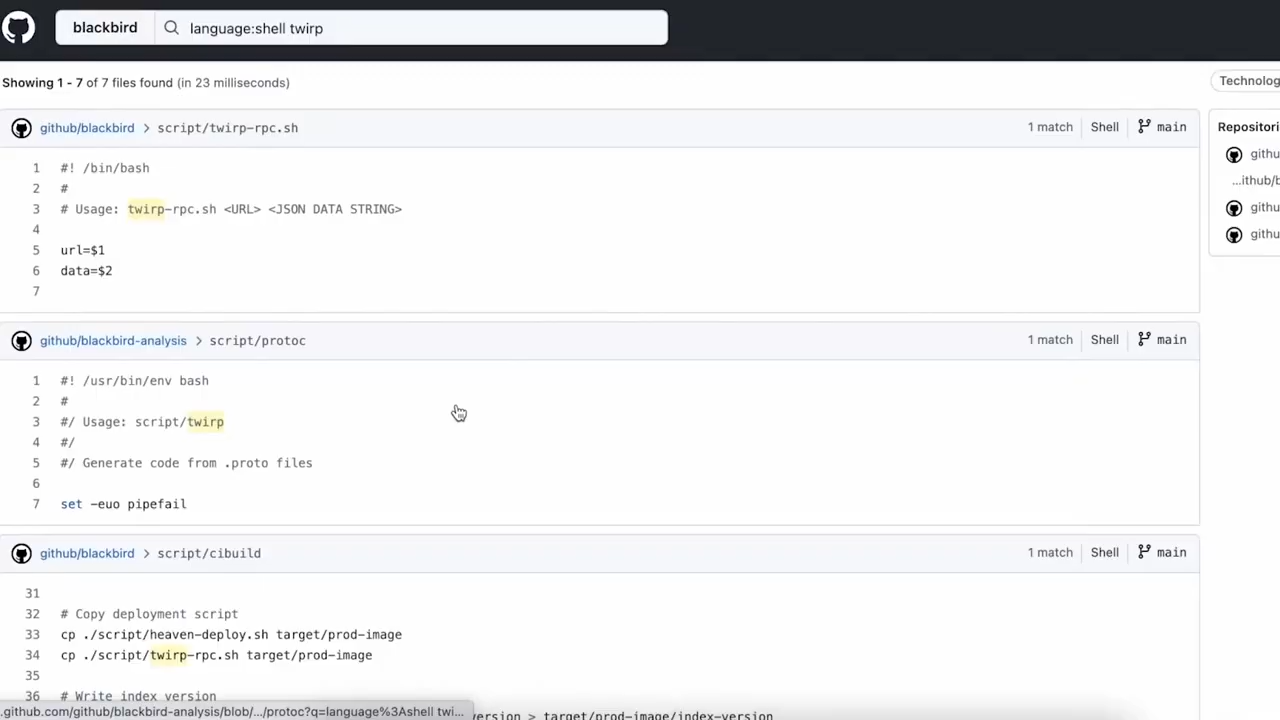 blackbird language:shell twirp
Showing 1 - 7 of 7 files found (in 23 milliseconds)
github/blackbird > script/twirp-rpc.sh 1 match Shell main
1 #! /bin/bash
2 #
3 # Usage: twirp-rpc.sh <URL> <JSON DATA STRING>
4
5 url=$1
6 data=$2
7
github/blackbird-analysis > script/protoc 1 match Shell main
1 #! /usr/bin/env bash
2 #
3 #/ Usage: script/twirp
4 #/
5 #/ Generate code from .proto files
6
7 set -euo pipefail
github/blackbird > script/cibuild 1 match Shell main
31
32 # Copy deployment script
33 cp ./script/heaven-deploy.sh target/prod-image
34 cp ./script/twirp-rpc.sh target/prod-image
35
36 # Write index version
version > target/prod-image/index-version
.github.com/github/blackbird-analysis/blob/.../protoc?q=language%3Ashell twi...
Technolog
Repositori
githu
...ithub/b
githu
githu